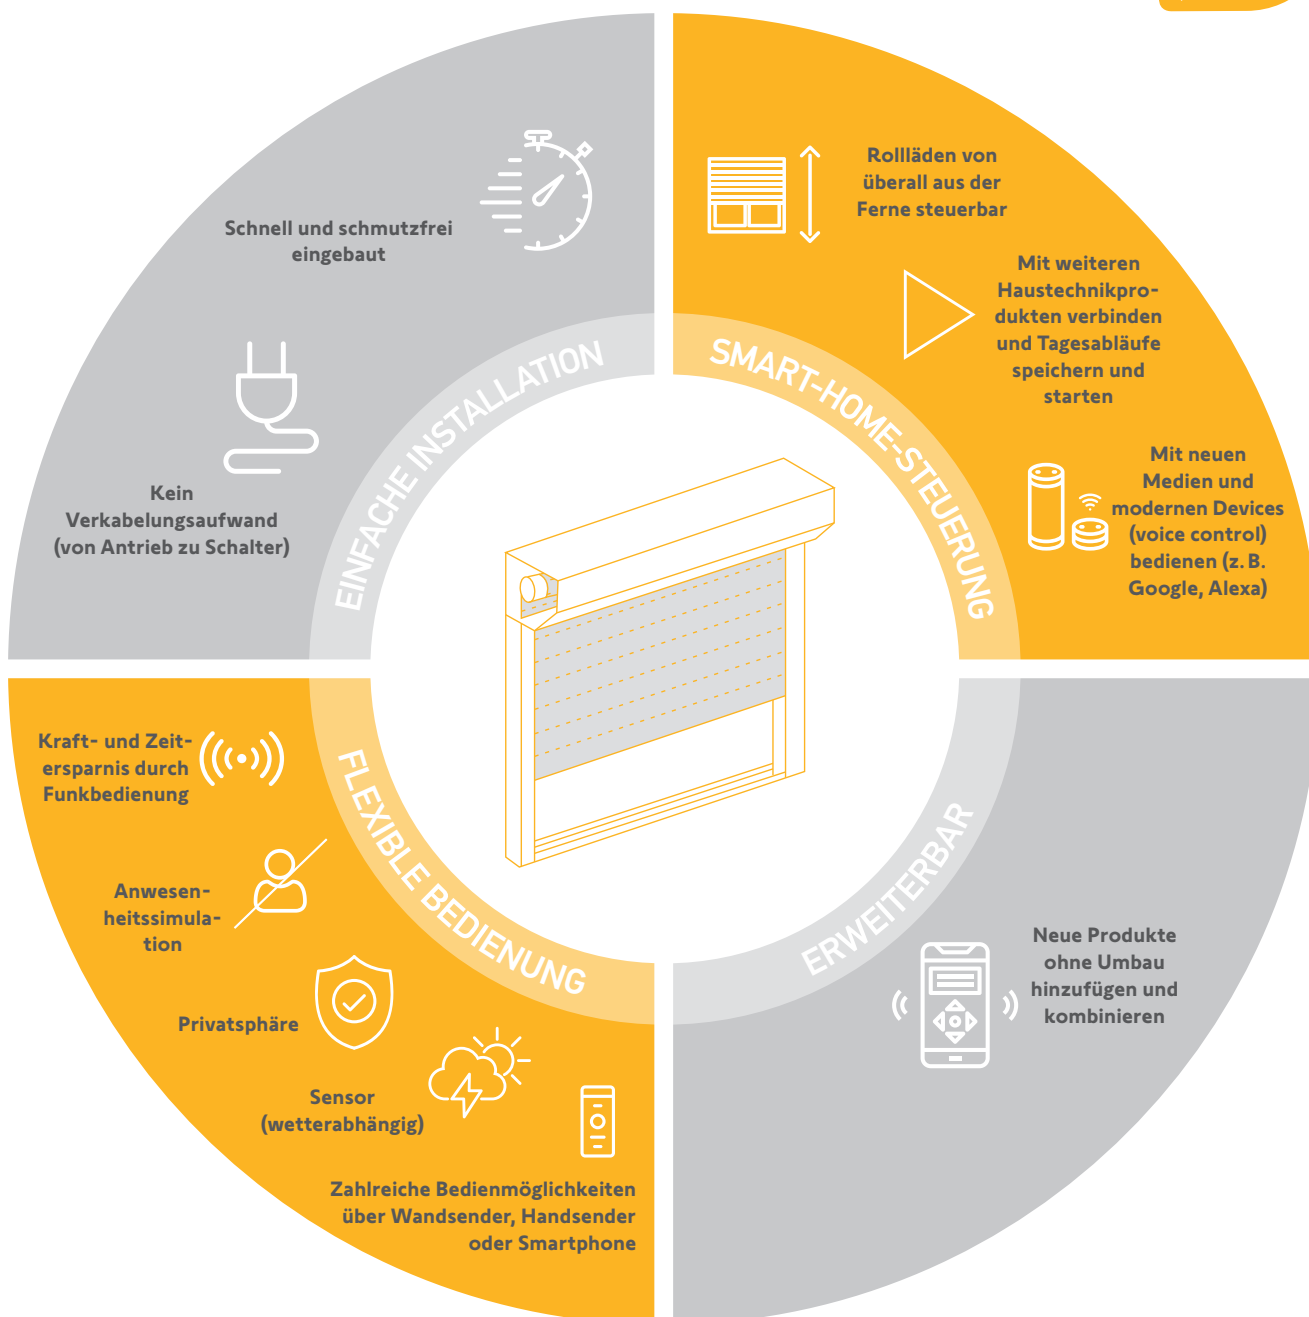 Schnell und schmutzfrei
eingebaut
Kein
Verkabelungsaufwand
(von Antrieb zu Schalter)
EINFACHE INSTALLATION
Rollläden von
überall aus der
Ferne steuerbar
Mit weiteren
Haustechnikpro-
dukten verbinden
und Tagesabläufe
speichern und
starten
Mit neuen
Medien und
modernen Devices
(voice control)
bedienen (z. B.
Google, Alexa)
SMART-HOME-STEUERUNG
Kraft- und Zeit-
ersparnis durch
Funkbedienung
Anwesen-
heitssimula-
tion
Privatsphäre
Sensor
(wetterabhängig)
Zahlreiche Bedienmöglichkeiten
über Wandsender, Handsender
oder Smartphone
FLEXIBLE BEDIENUNG
ERWEITERBAR
Neue Produkte
ohne Umbau
hinzufügen und
kombinieren